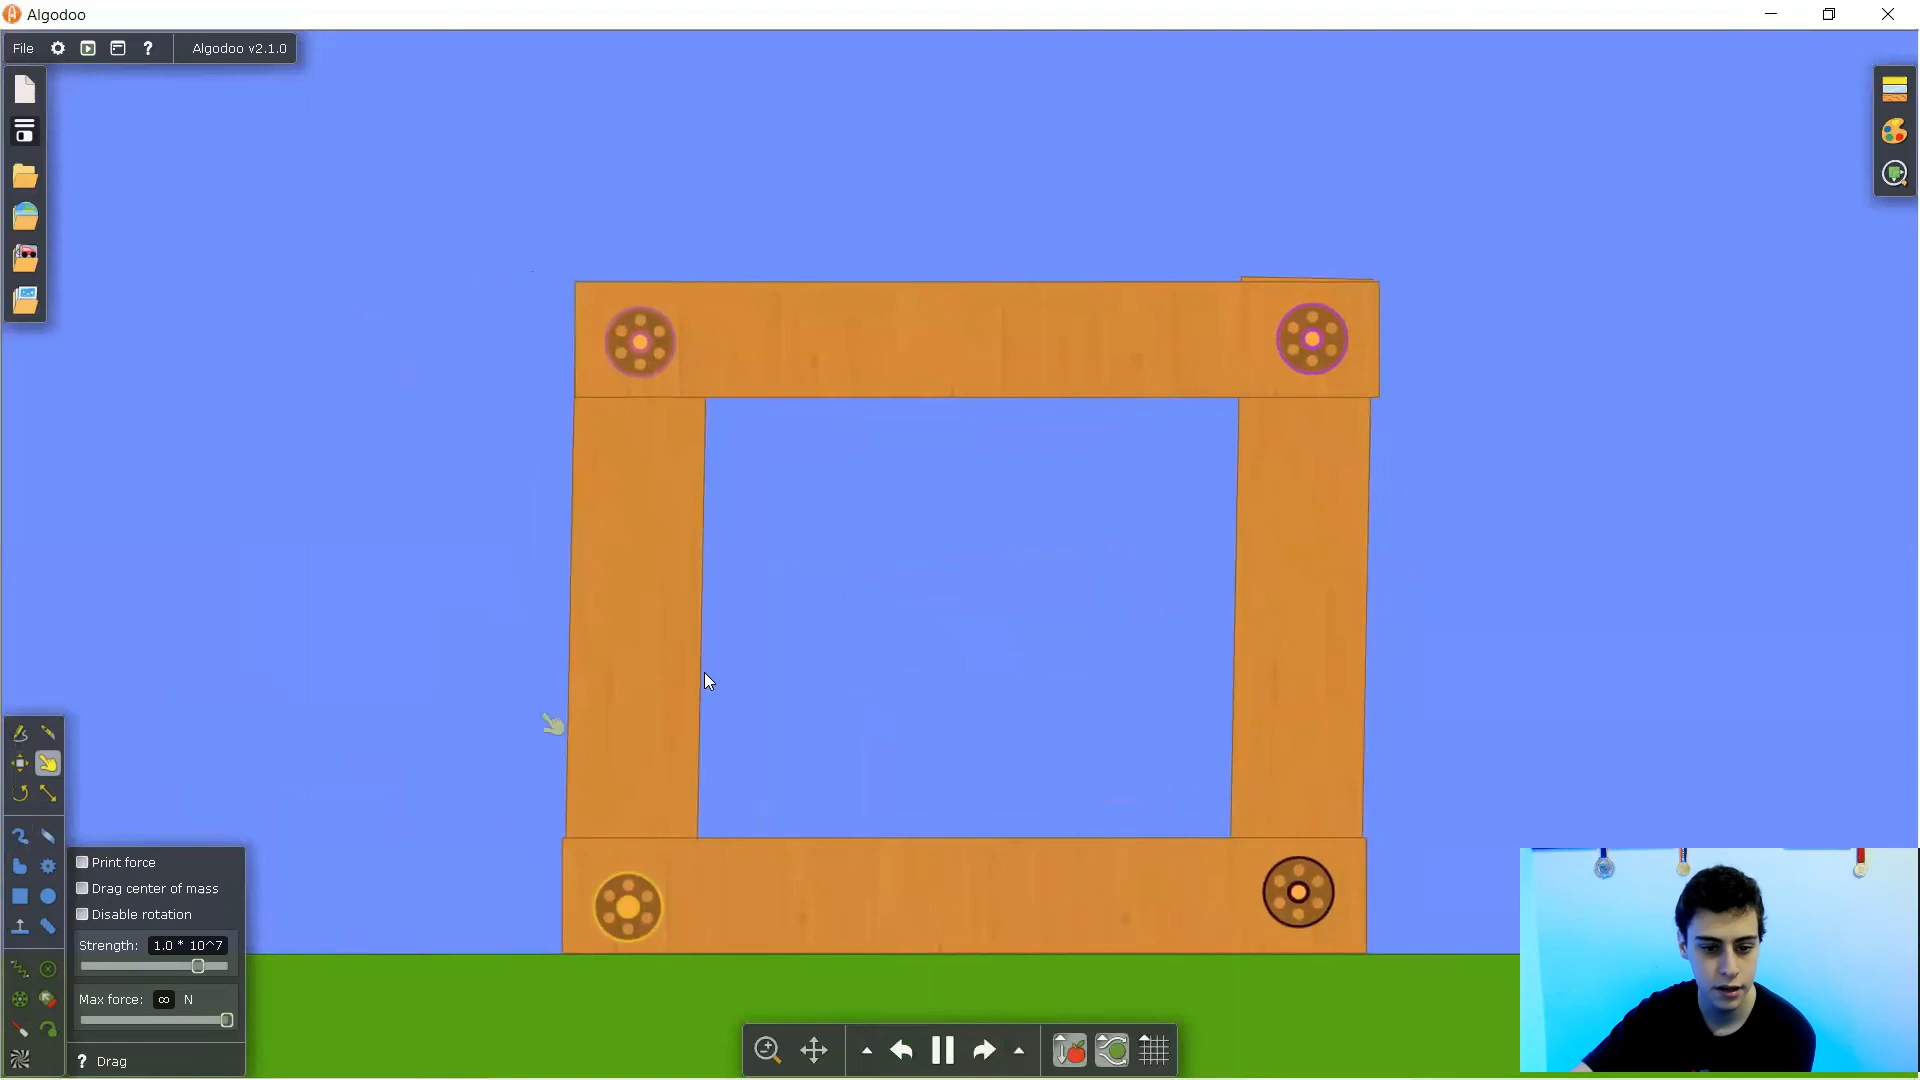 Algodoo
File
?
Algodoo v2.1.0
Print force
Drag center of mass
Disable rotation
Strength: 1.0 * 10^7
Max force: ∞ N
? Drag